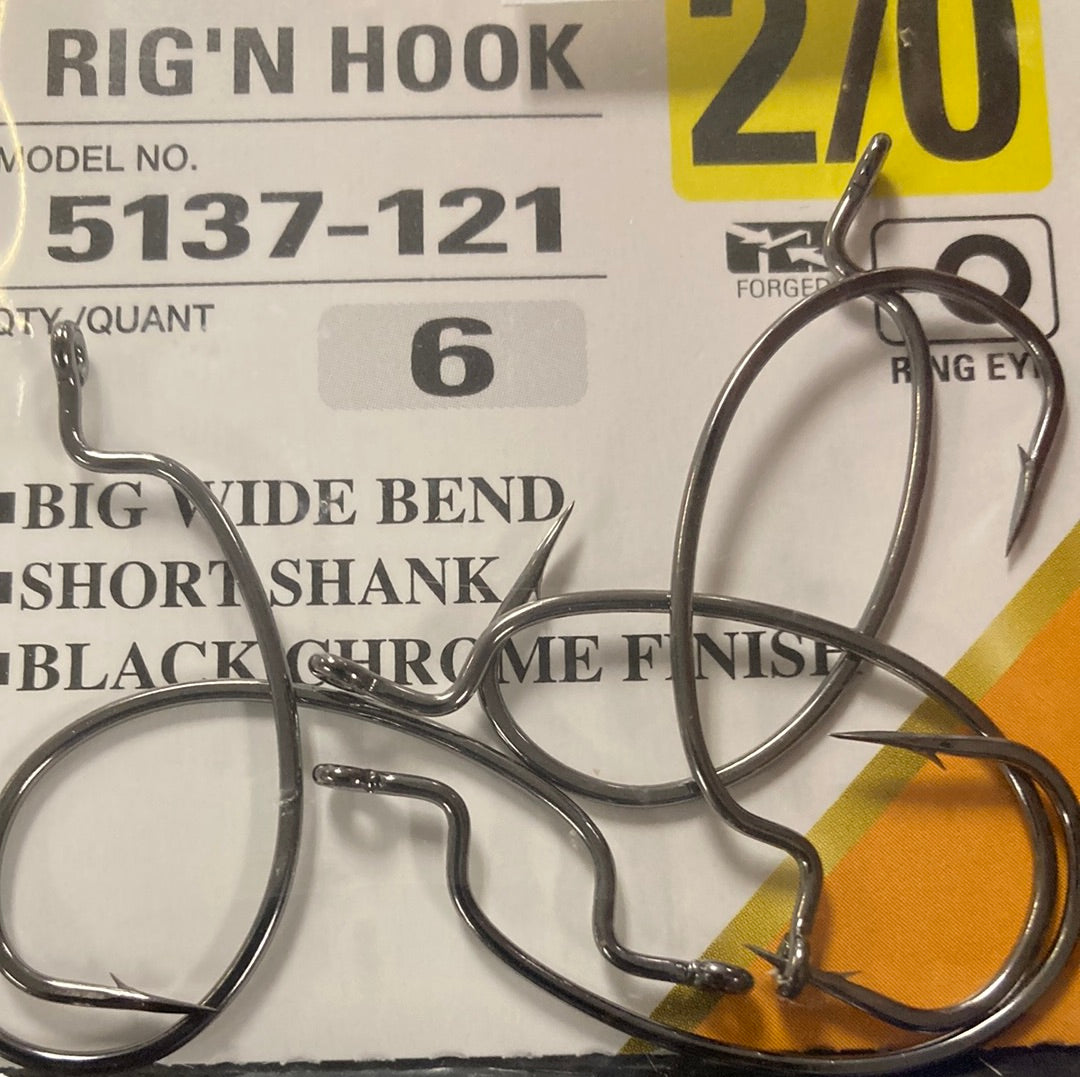 RIG'N HOOK
2/0
MODEL NO.
5137-121
FORGED
RING EYE
QTY./QUANT
6
BIG WIDE BEND
SHORT SHANK
BLACK CHROME FINISH